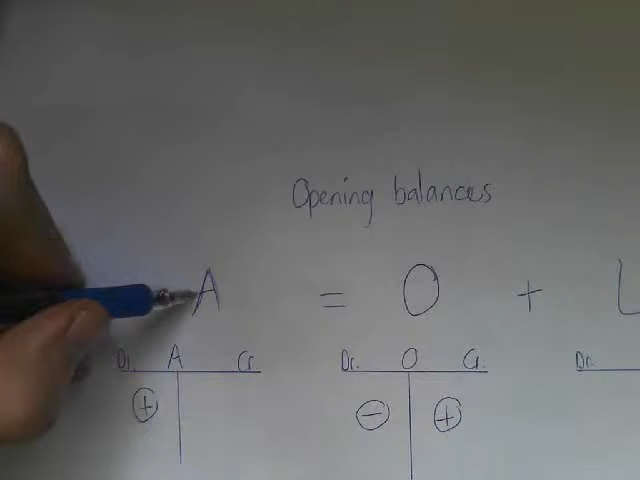 Opening balances
A = O + L
Dr. A Cr. Dr. O Cr. Dr.
+ − +